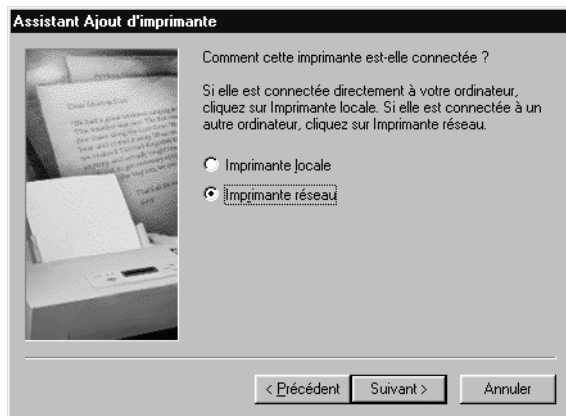 Assistant Ajout d'imprimante
Comment cette imprimante est-elle connectée ?
Si elle est connectée directement à votre ordinateur,
cliquez sur Imprimante locale. Si elle est connectée à un
autre ordinateur, cliquez sur Imprimante réseau.
Imprimante locale
Imprimante réseau
< Précédent
Suivant >
Annuler